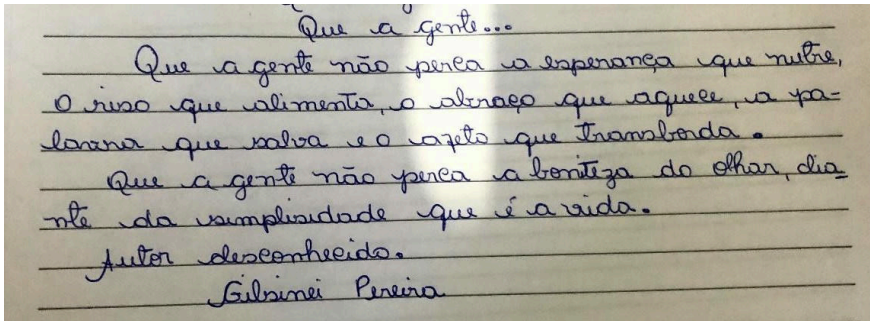 Que a gente...
Que a gente não perca a esperança que nutre,
O riso que alimenta, o abraço que aquece, a pa-
lavra que salva e o afeto que transborda.
Que a gente não perca a boniteza do olhar, dia-
nte da simplicidade que é a vida.
Autor desconhecido.
Gilsinei Pereira